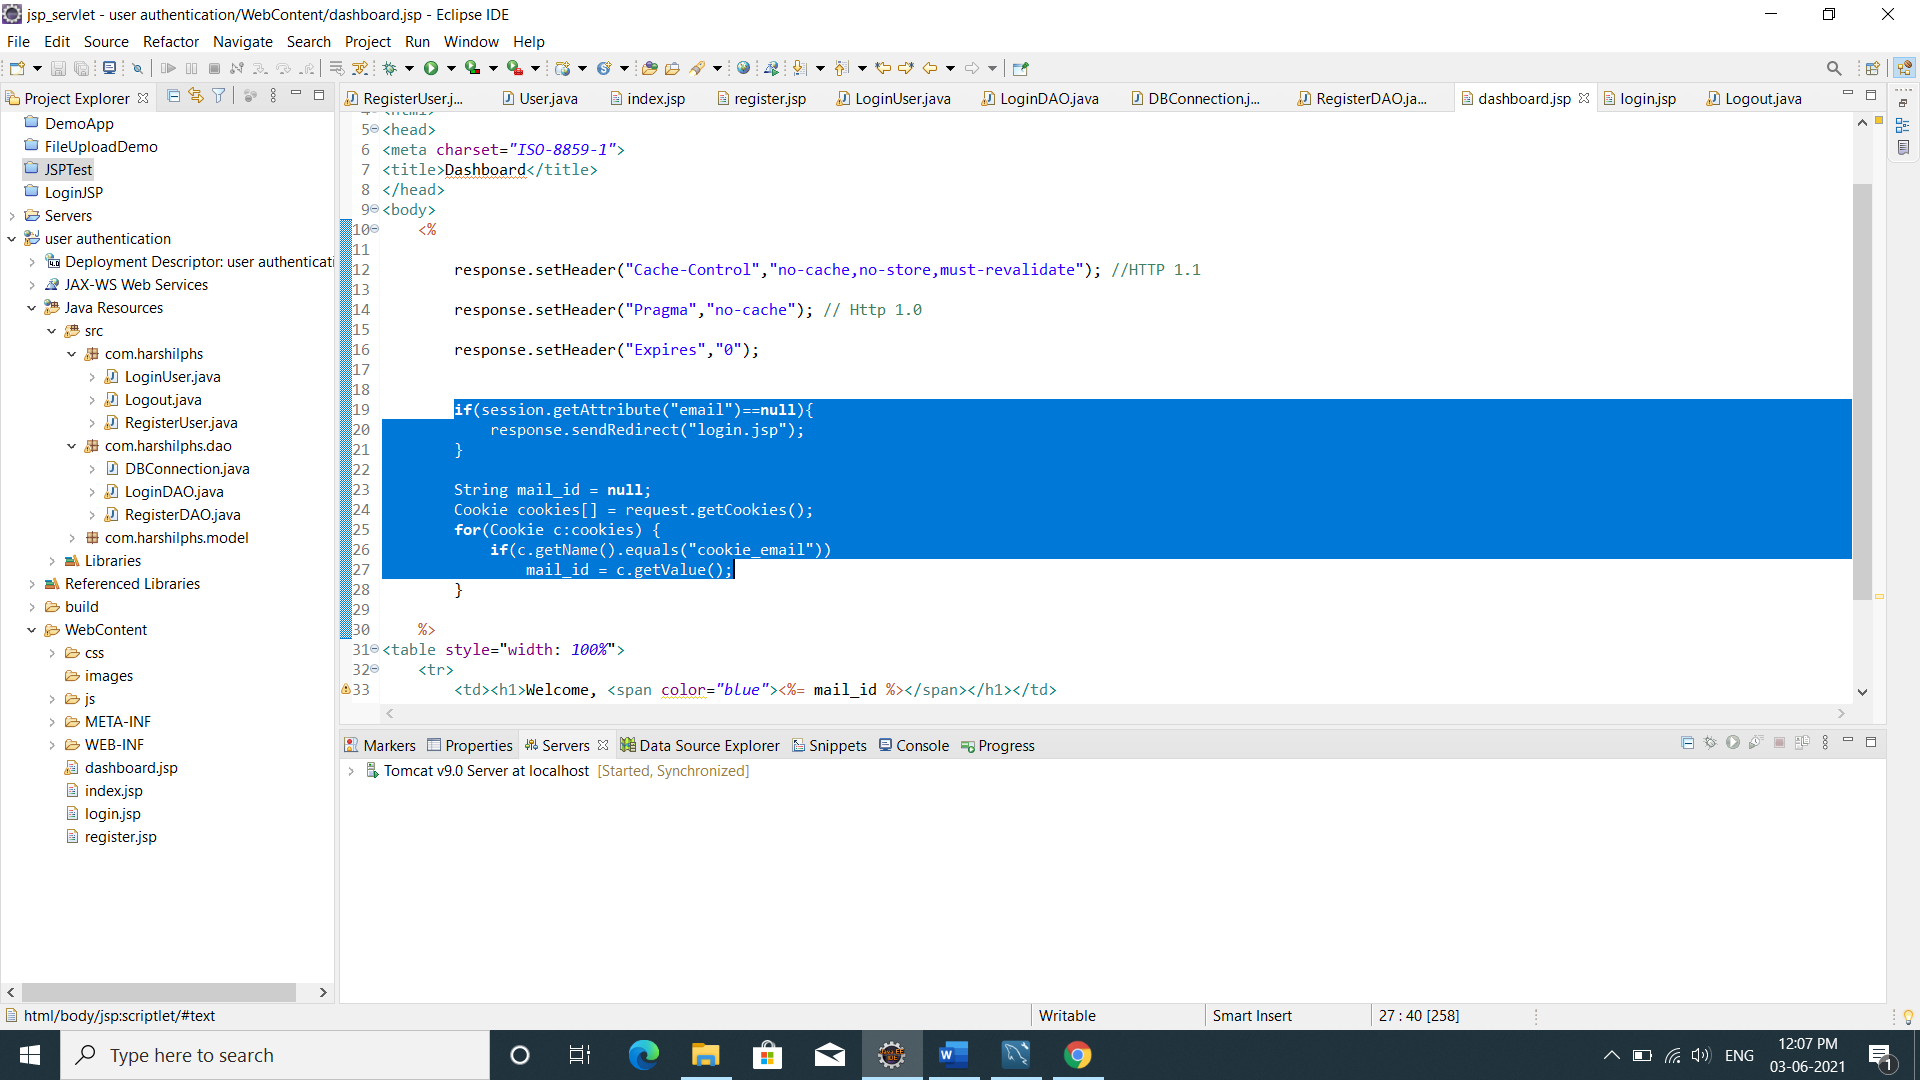 jsp_servlet - user authentication/WebContent/dashboard.jsp - Eclipse IDE
File Edit Source Refactor Navigate Search Project Run Window Help
Project Explorer
RegisterUser.j...
User.java
index.jsp
register.jsp
LoginUser.java
LoginDAO.java
DBConnection.j...
RegisterDAO.ja...
dashboard.jsp
login.jsp
Logout.java
DemoApp
FileUploadDemo
JSPTest
LoginJSP
Servers
user authentication
Deployment Descriptor: user authenticati
JAX-WS Web Services
Java Resources
src
com.harshilphs
LoginUser.java
Logout.java
RegisterUser.java
com.harshilphs.dao
DBConnection.java
LoginDAO.java
RegisterDAO.java
com.harshilphs.model
Libraries
Referenced Libraries
build
WebContent
css
images
js
META-INF
WEB-INF
dashboard.jsp
index.jsp
login.jsp
register.jsp
4 <html>
5 <head>
6 <meta charset="ISO-8859-1">
7 <title>Dashboard</title>
8 </head>
9 <body>
10 <%
11
12 response.setHeader("Cache-Control","no-cache,no-store,must-revalidate"); //HTTP 1.1
13
14 response.setHeader("Pragma","no-cache"); // Http 1.0
15
16 response.setHeader("Expires","0");
17
18
19 if(session.getAttribute("email")==null){
20 response.sendRedirect("login.jsp");
21 }
22
23 String mail_id = null;
24 Cookie cookies[] = request.getCookies();
25 for(Cookie c:cookies) {
26 if(c.getName().equals("cookie_email"))
27 mail_id = c.getValue();
28 }
29
30 %>
31 <table style="width: 100%">
32 <tr>
33 <td><h1>Welcome, <span color="blue"><%= mail_id %></span></h1></td>
Markers Properties Servers Data Source Explorer Snippets Console Progress
Tomcat v9.0 Server at localhost [Started, Synchronized]
html/body/jsp:scriptlet/#text
Writable
Smart Insert
27 : 40 [258]
Type here to search
ENG
12:07 PM
03-06-2021
1